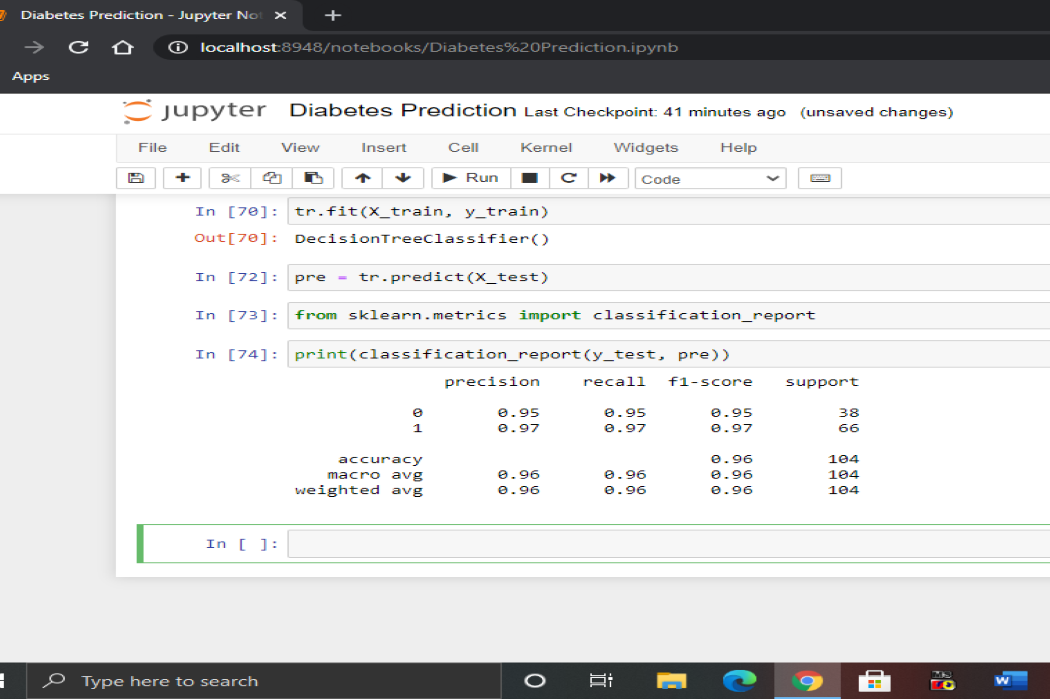 Diabetes Prediction - Jupyter Not
localhost:8948/notebooks/Diabetes%20Prediction.ipynb
Apps
jupyter Diabetes Prediction Last Checkpoint: 41 minutes ago (unsaved changes)
File Edit View Insert Cell Kernel Widgets Help
Run Code
In [70]: tr.fit(X_train, y_train)
Out[70]: DecisionTreeClassifier()
In [72]: pre = tr.predict(X_test)
In [73]: from sklearn.metrics import classification_report
In [74]: print(classification_report(y_test, pre))
precision recall f1-score support
0 0.95 0.95 0.95 38
1 0.97 0.97 0.97 66
accuracy 0.96 104
macro avg 0.96 0.96 0.96 104
weighted avg 0.96 0.96 0.96 104
In [ ]:
Type here to search